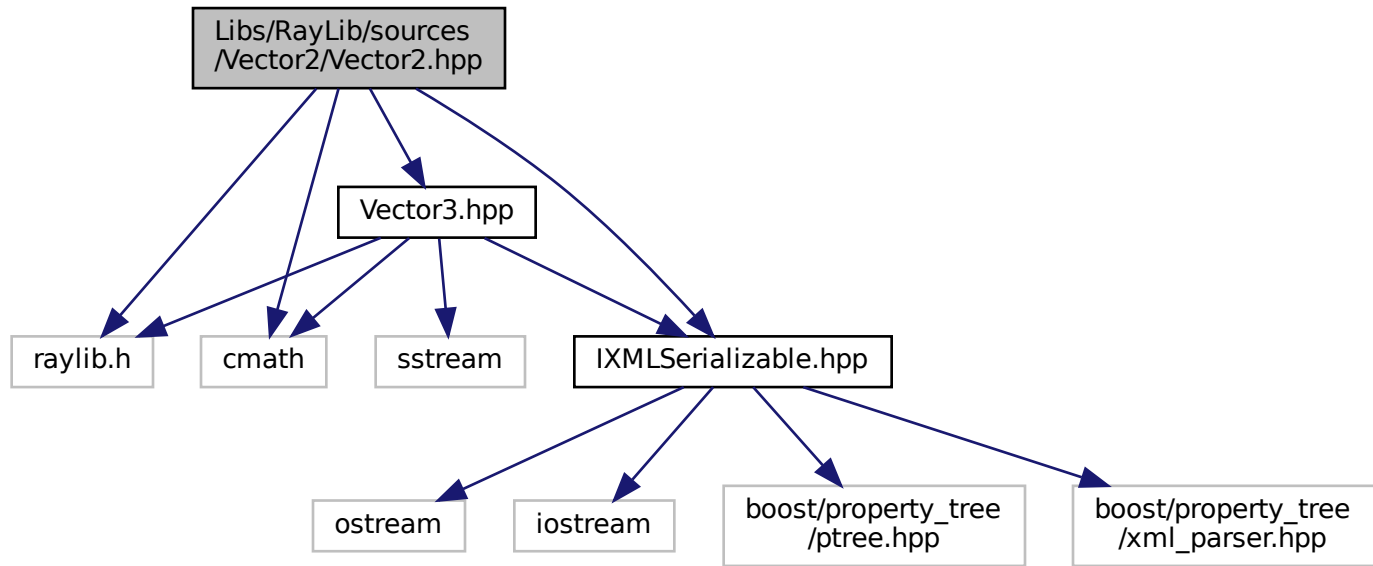 Libs/RayLib/sources
/Vector2/Vector2.hpp
Vector3.hpp
raylib.h
cmath
sstream
IXMLSerializable.hpp
ostream
iostream
boost/property_tree
/ptree.hpp
boost/property_tree
/xml_parser.hpp